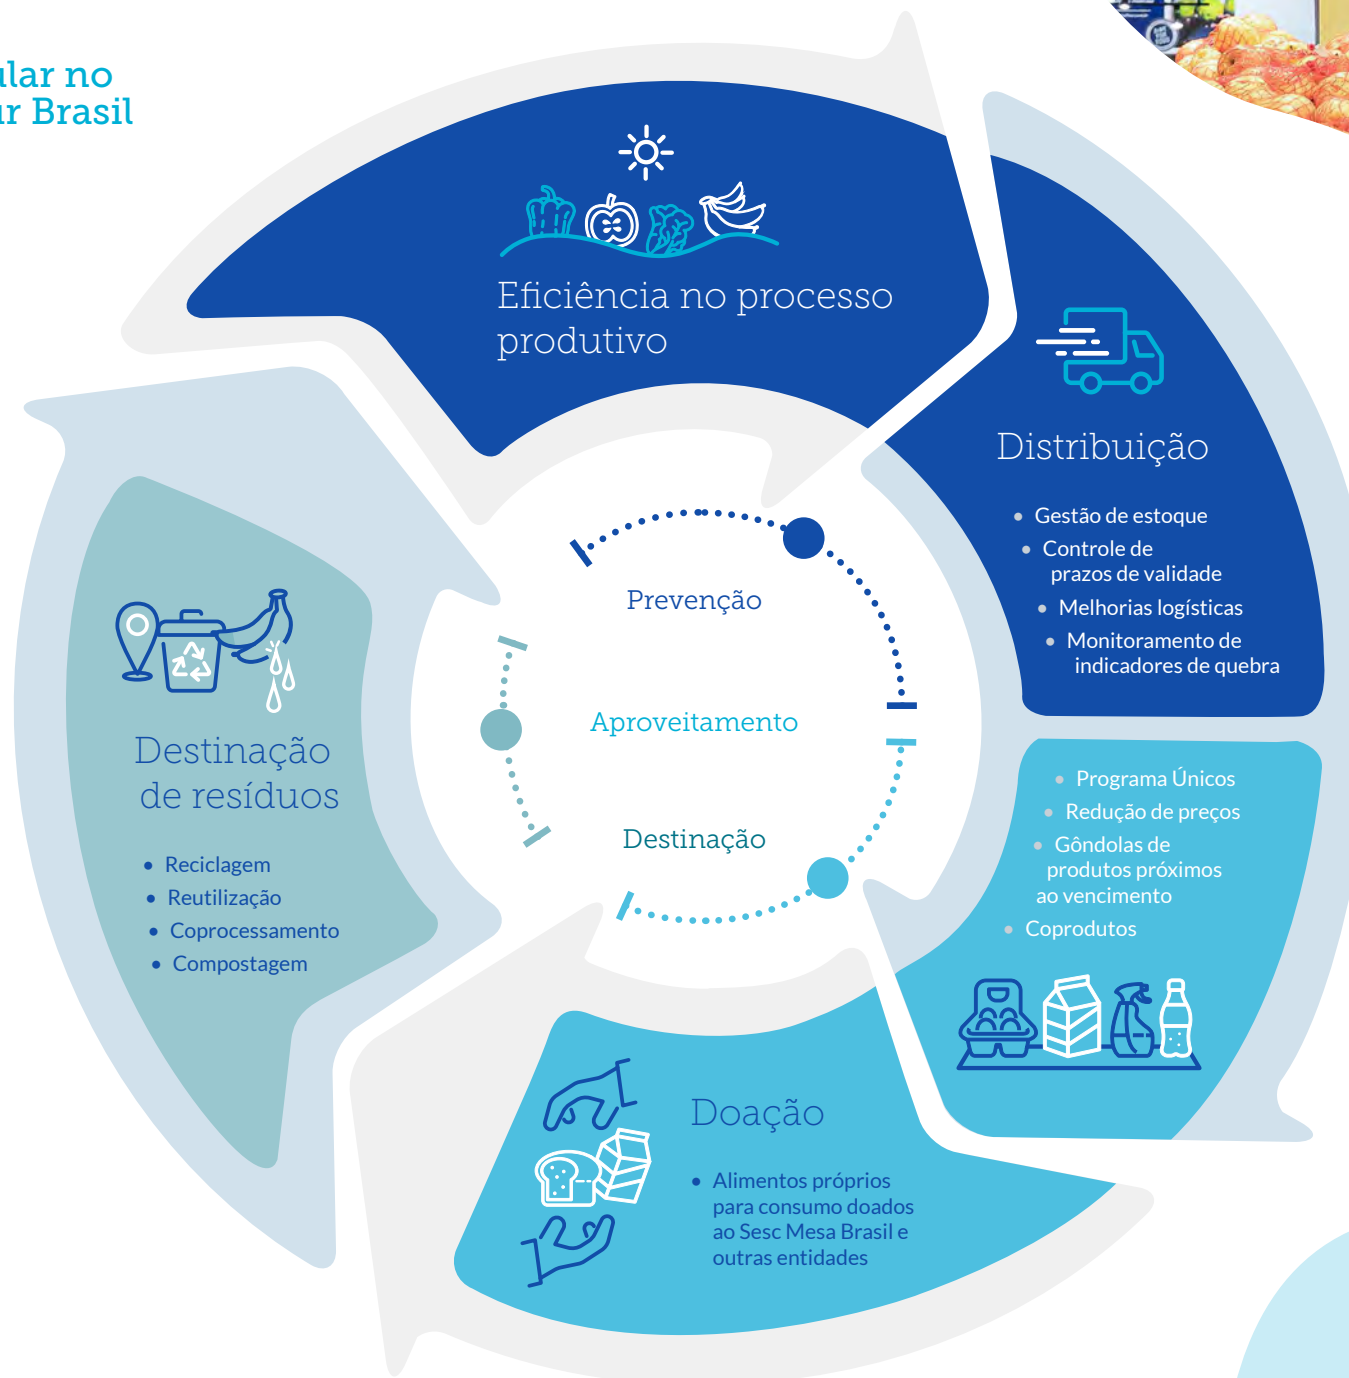 ular no
ur Brasil
Eficiência no processo
produtivo
Distribuição
• Gestão de estoque
• Controle de
prazos de validade
• Melhorias logísticas
• Monitoramento de
indicadores de quebra
• Programa Únicos
• Redução de preços
• Gôndolas de
produtos próximos
ao vencimento
• Coprodutos
Doação
• Alimentos próprios
para consumo doados
ao Sesc Mesa Brasil e
outras entidades
Destinação
de resíduos
• Reciclagem
• Reutilização
• Coprocessamento
• Compostagem
Prevenção
Aproveitamento
Destinação